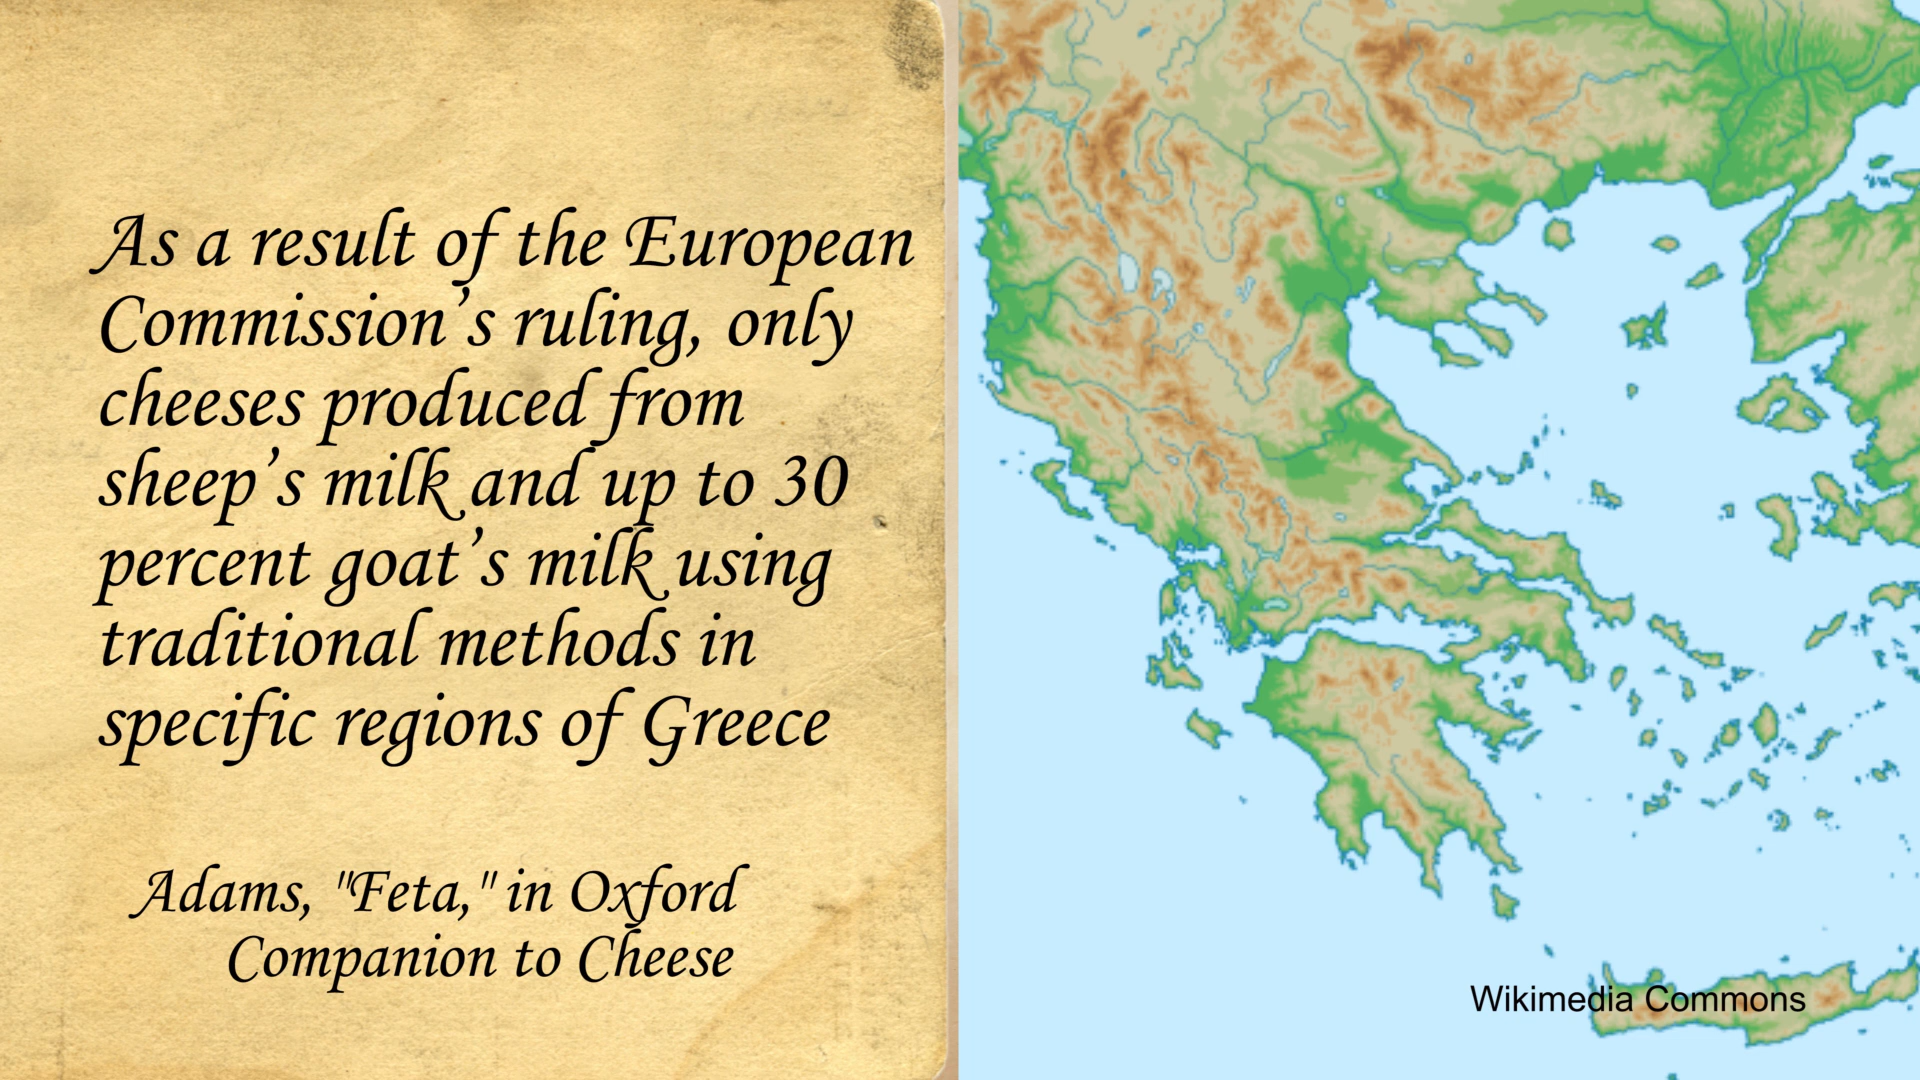 As a result of the European
Commission's ruling, only
cheeses produced from
sheep's milk and up to 30
percent goat's milk using
traditional methods in
specific regions of Greece
Adams, "Feta," in Oxford
Companion to Cheese
Wikimedia Commons